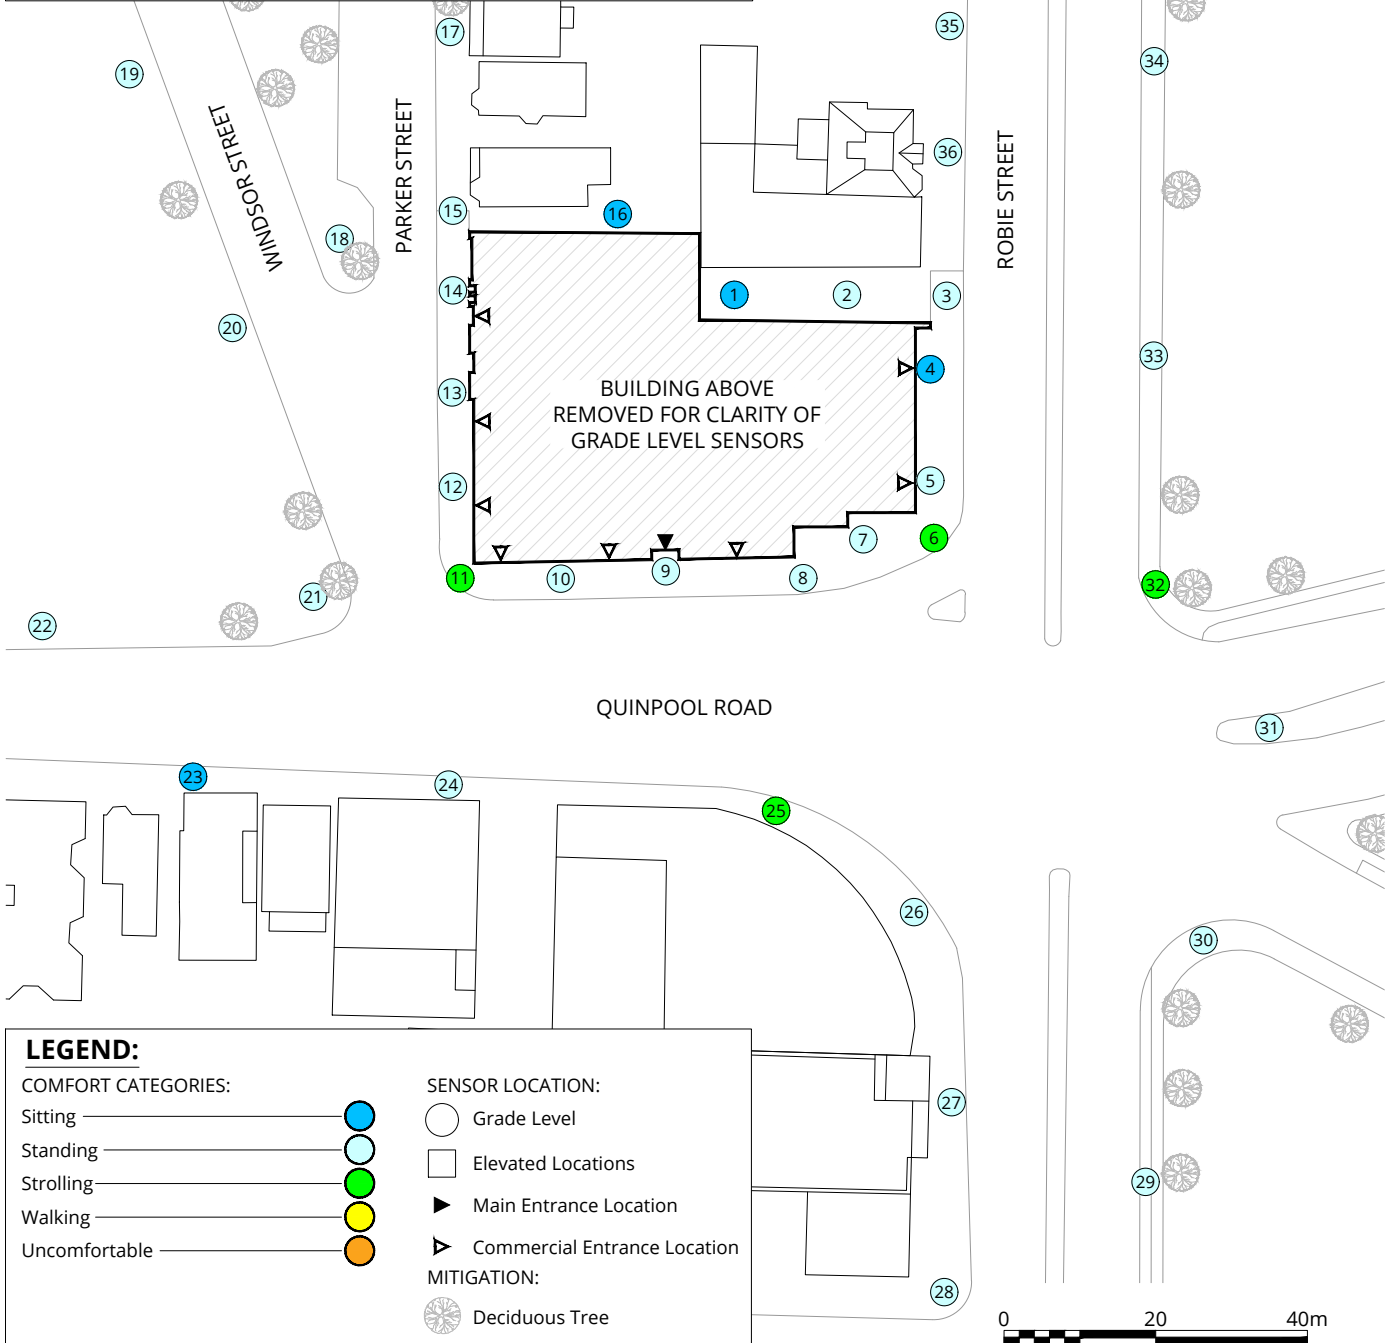 17
35
19
34
WINDSOR STREET
PARKER STREET
ROBIE STREET
36
15
16
18
14
1
2
3
20
33
4
13
BUILDING ABOVE
REMOVED FOR CLARITY OF
GRADE LEVEL SENSORS
12
5
7
6
11
10
9
8
32
21
22
QUINPOOL ROAD
31
23
24
25
26
30
27
29
28
LEGEND:
COMFORT CATEGORIES:
Sitting
Standing
Strolling
Walking
Uncomfortable
SENSOR LOCATION:
Grade Level
Elevated Locations
Main Entrance Location
Commercial Entrance Location
MITIGATION:
Deciduous Tree
0 20 40m